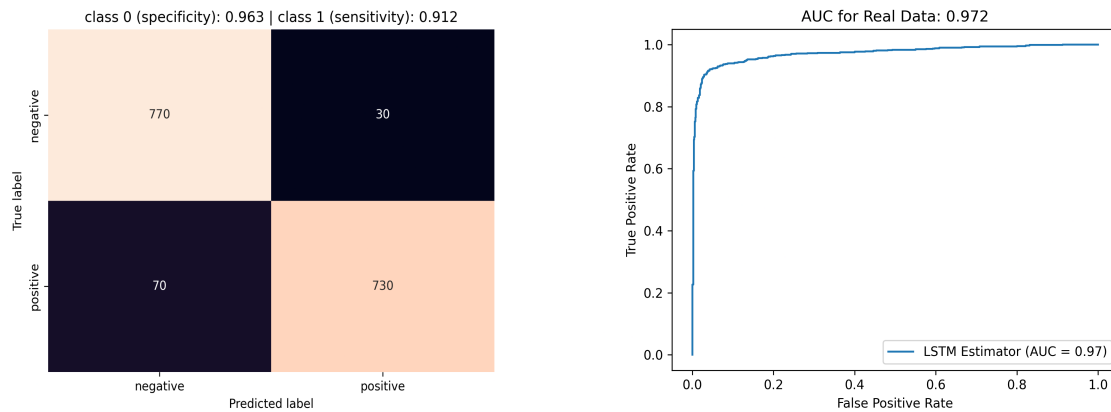 class 0 (specificity): 0.963 | class 1 (sensitivity): 0.912
True label
negative
770
30
positive
70
730
negative
positive
Predicted label
AUC for Real Data: 0.972
True Positive Rate
1.0
0.8
0.6
0.4
0.2
0.0
LSTM Estimator (AUC = 0.97)
0.0 0.2 0.4 0.6 0.8 1.0
False Positive Rate